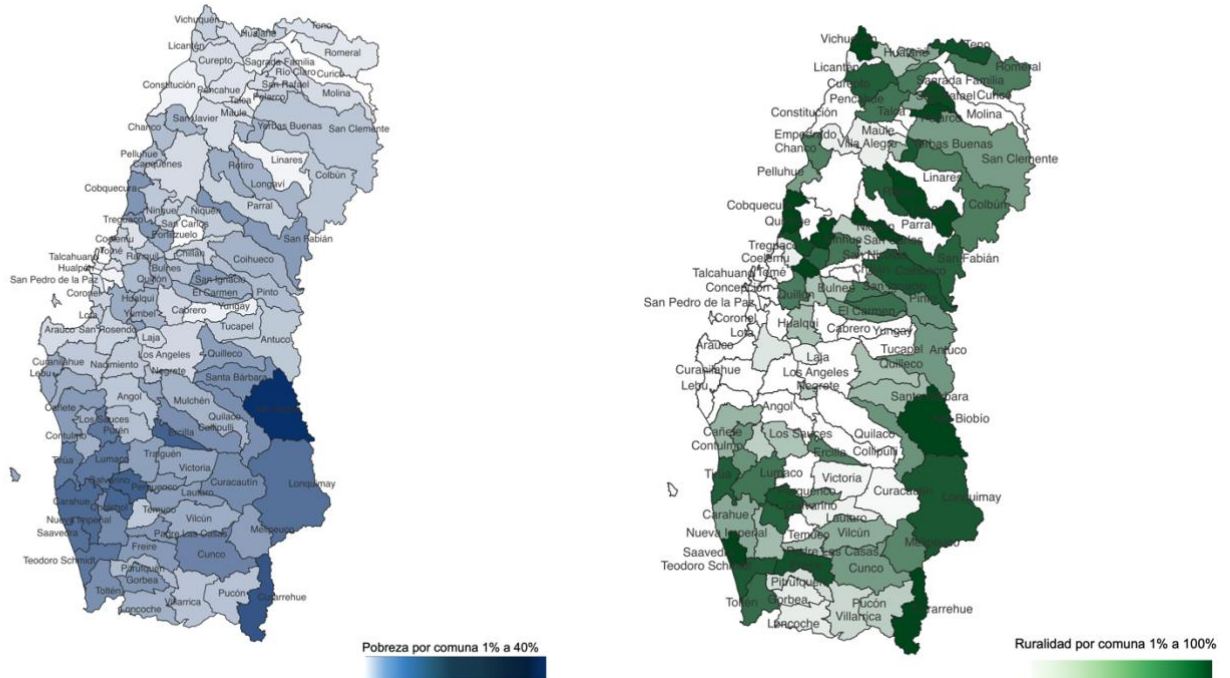 Vichuquén
Hualañé
Teno
Licantén
Romeral
Curepto
Sagrada Familia
Río Claro
Curicó
Constitución
Pencahue
San Rafael
Molina
Talca
Pelarco
Maule
San Javier
Chanco
Yerbas Buenas
San Clemente
Pelluhue
Cauquenes
Linares
Retiro
Colbún
Longaví
Cobquecura
Parral
Ninhue
Ñiquén
Treguaco
San Carlos
Portezuelo
San Fabián
Coelemu
Tomé
Ránquil
Chillán
Coihueco
Talcahuano
Hualpén
Bulnes
San Pedro de la Paz
Quillón
San Ignacio
El Carmen
Pinto
Coronel
Hualqui
Yumbel
Cabrero
Yungay
Lota
Arauco
San Rosendo
Tucapel
Laja
Antuco
Curanilahue
Los Angeles
Quilleco
Nacimiento
Lebu
Negrete
Santa Bárbara
Angol
Mulchén
Cañete
Los Sauces
Quilaco
Purén
Collipulli
Contulmo
Ercilla
Tirúa
Lumaco
Traiguén
Victoria
Galvarino
Perquenco
Curacautín
Lonquimay
Carahue
Cholchol
Lautaro
Nueva Imperial
Temuco
Vilcún
Melipeuco
Saavedra
Padre Las Casas
Freire
Cunco
Teodoro Schmidt
Pitrufquén
Gorbea
Toltén
Pucón
Curarrehue
Villarrica
Loncoche
Pobreza por comuna 1% a 40%
Vichuquén
Hualañé
Teno
Licantén
Romeral
Curepto
Sagrada Familia
Pencahue
Curicó
Constitución
Talca
Molina
Maule
Empedrado
Villa Alegre
Chanco
Yerbas Buenas
San Clemente
Pelluhue
Linares
Colbún
Cobquecura
Parral
Treguaco
San Fabián
Coelemu
Talcahuano
Tomé
Concepción
Quillón
Bulnes
Pinto
San Pedro de la Paz
El Carmen
Coronel
Hualqui
Cabrero
Yungay
Lota
Arauco
Tucapel
Antuco
Laja
Curanilahue
Quilleco
Los Angeles
Lebu
Negrete
Santa Bárbara
Angol
Biobío
Cañete
Los Sauces
Quilaco
Contulmo
Ercilla
Collipulli
Tirúa
Lumaco
Victoria
Curacautín
Lonquimay
Carahue
Lautaro
Nueva Imperial
Temuco
Vilcún
Melipeuco
Saavedra
Padre Las Casas
Teodoro Schmidt
Cunco
Pitrufquén
Toltén
Gorbea
Pucón
Villarrica
Loncoche
Ruralidad por comuna 1% a 100%